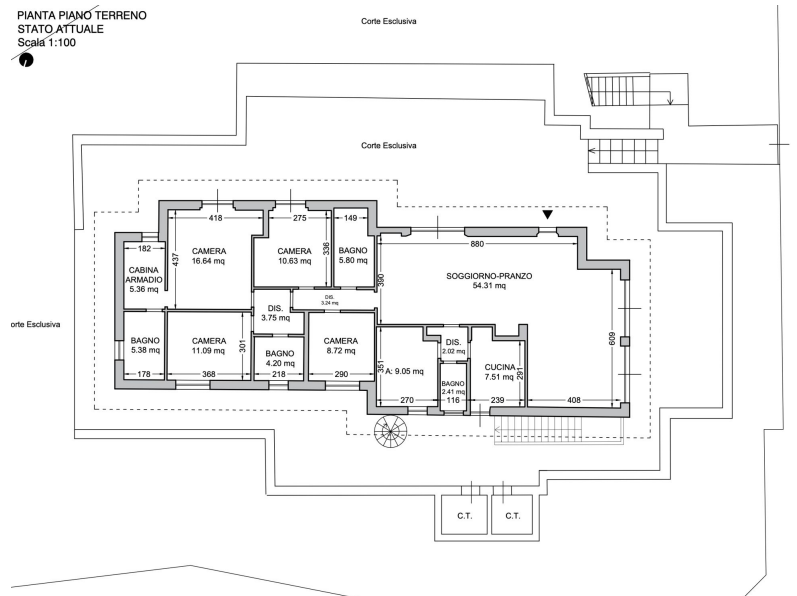 PIANTA PIANO TERRENO
STATO ATTUALE
Scala 1:100
Corte Esclusiva
Corte Esclusiva
418
275
149
880
182
437
CAMERA
16.64 mq
CAMERA
10.63 mq
336
BAGNO
5.80 mq
390
SOGGIORNO-PRANZO
54.31 mq
CABINA
ARMADIO
5.36 mq
DIS.
3.24 mq
DIS.
3.75 mq
orte Esclusiva
BAGNO
5.38 mq
CAMERA
11.09 mq
301
BAGNO
4.20 mq
CAMERA
8.72 mq
351
A: 9.05 mq
DIS.
2.02 mq
CUCINA
7.51 mq
291
609
BAGNO
2.41 mq
178
368
218
290
270
116
239
408
C.T.
C.T.